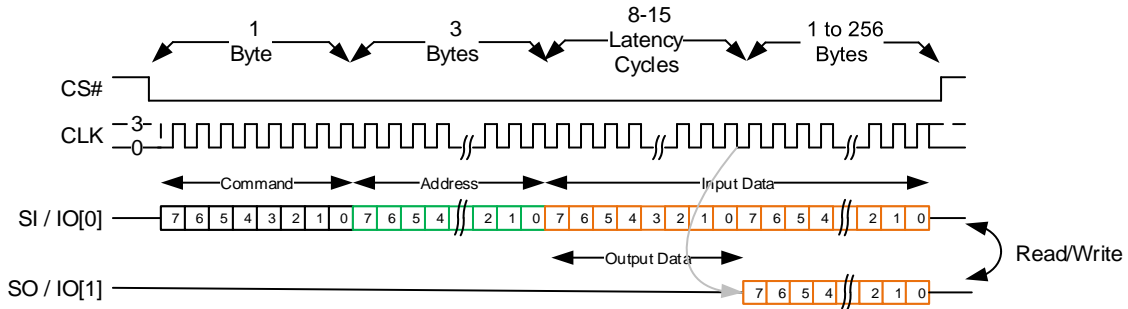 1 Byte
3 Bytes
8-15 Latency Cycles
1 to 256 Bytes
CS#
CLK
3
0
Command
Address
Input Data
SI / IO[0]
7 6 5 4 3 2 1 0 7 6 5 4 2 1 0 7 6 5 4 3 2 1 0 7 6 5 4 2 1 0
Output Data
Read/Write
SO / IO[1]
7 6 5 4 2 1 0